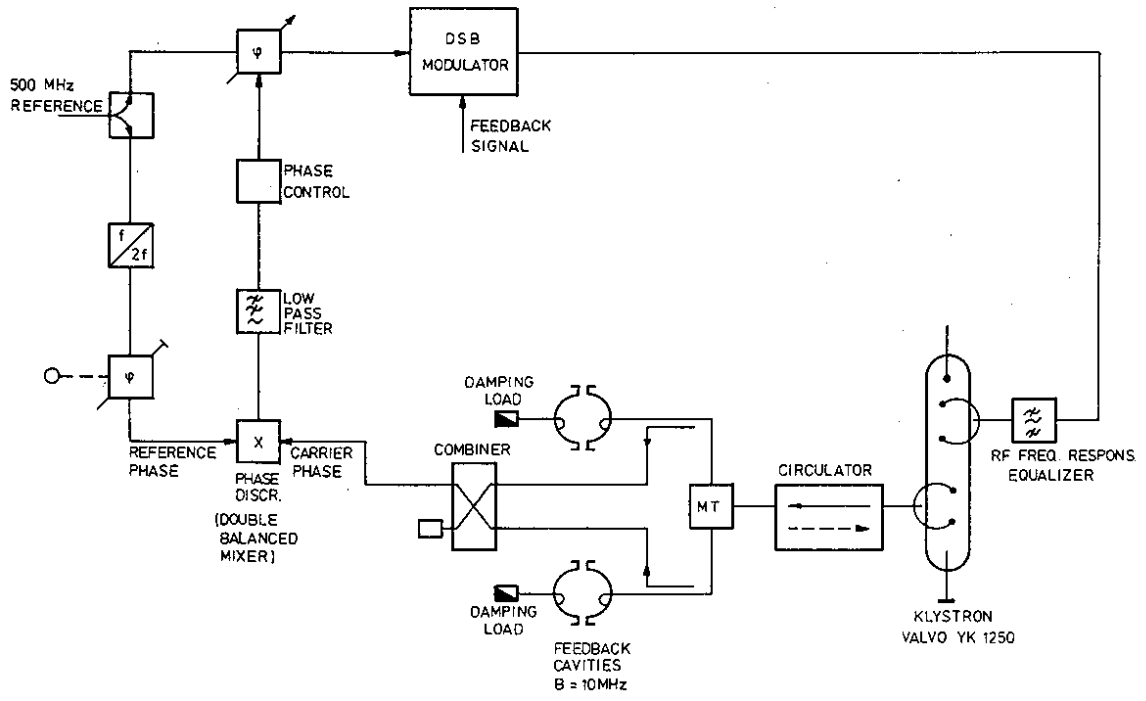 500 MHz
REFERENCE
φ
DSB
MODULATOR
FEEDBACK
SIGNAL
PHASE
CONTROL
f
2f
LOW
PASS
FILTER
φ
REFERENCE
PHASE
X
CARRIER
PHASE
PHASE
DISCR.
(DOUBLE
BALANCED
MIXER)
COMBINER
DAMPING
LOAD
MT
CIRCULATOR
RF FREQ. RESPONS.
EQUALIZER
DAMPING
LOAD
FEEDBACK
CAVITIES
B = 10MHz
KLYSTRON
VALVO YK 1250